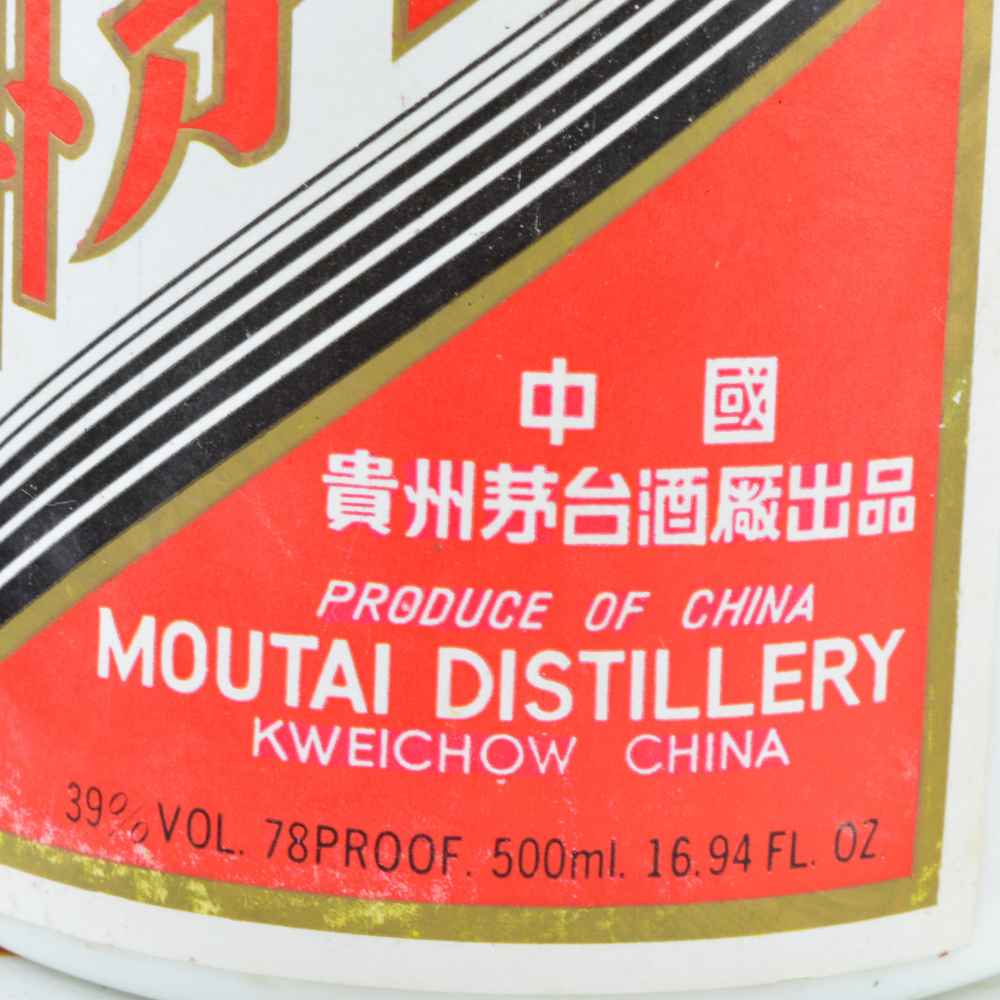 中國
貴州茅台酒厰出品
PRODUCE OF CHINA
MOUTAI DISTILLERY
KWEICHOW CHINA
39% VOL. 78PROOF. 500ml. 16.94 FL. OZ